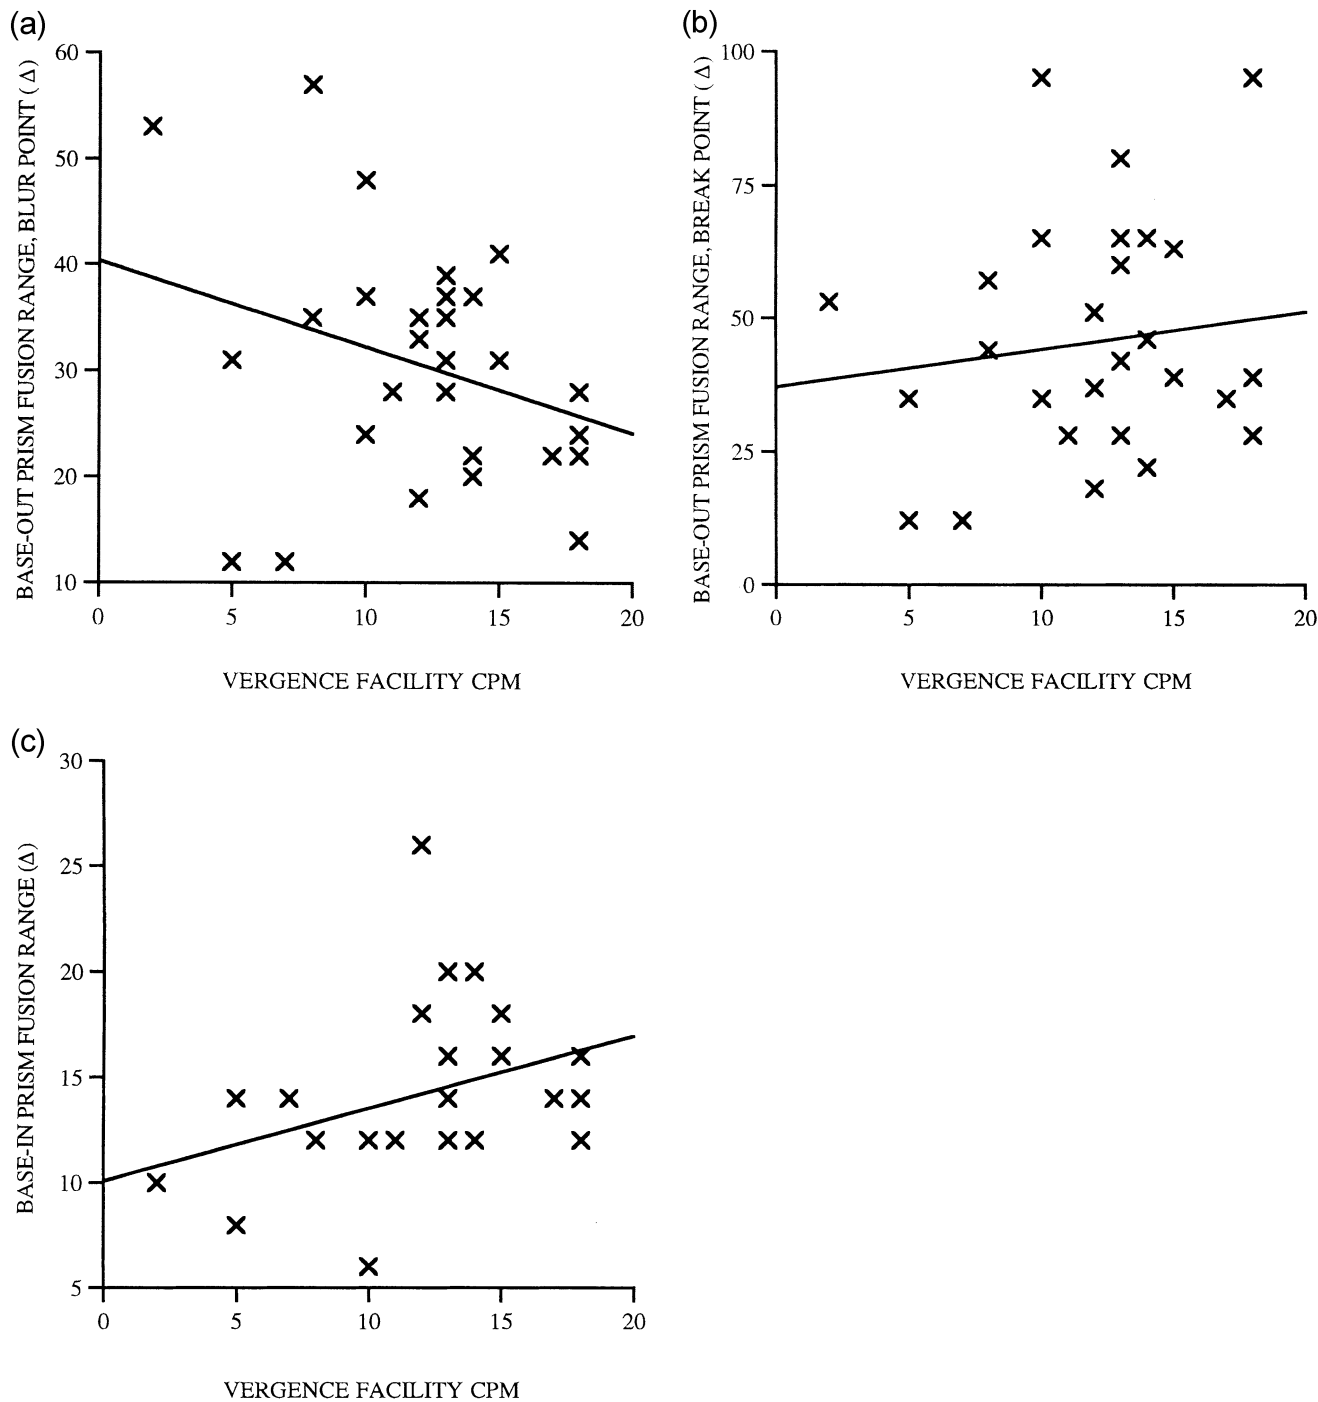 (a)
BASE-OUT PRISM FUSION RANGE, BLUR POINT ( Δ )
60
50
40
30
20
10
0 5 10 15 20
VERGENCE FACILITY CPM
(b)
BASE-OUT PRISM FUSION RANGE, BREAK POINT ( Δ )
100
75
50
25
0
0 5 10 15 20
VERGENCE FACILITY CPM
(c)
BASE-IN PRISM FUSION RANGE (Δ)
30
25
20
15
10
5
0 5 10 15 20
VERGENCE FACILITY CPM